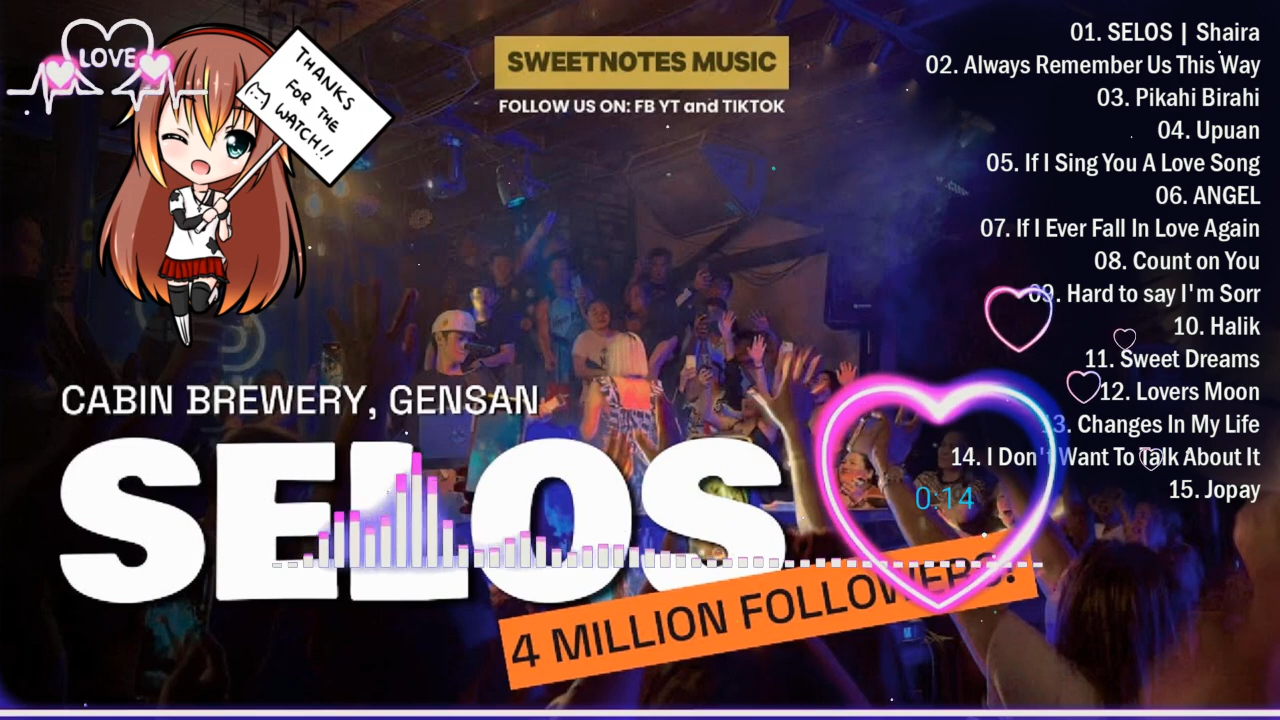 LOVE
THANKS
FOR THE
WATCH!!
SWEETNOTES MUSIC
FOLLOW US ON: FB YT and TIKTOK
01. SELOS | Shaira
02. Always Remember Us This Way
03. Pikahi Birahi
04. Upuan
05. If I Sing You A Love Song
06. ANGEL
07. If I Ever Fall In Love Again
08. Count on You
09. Hard to say I'm Sorr
10. Halik
11. Sweet Dreams
12. Lovers Moon
13. Changes In My Life
14. I Don't Want To Talk About It
15. Jopay
CABIN BREWERY, GENSAN
SELOS
0:14
4 MILLION FOLLOWERS!